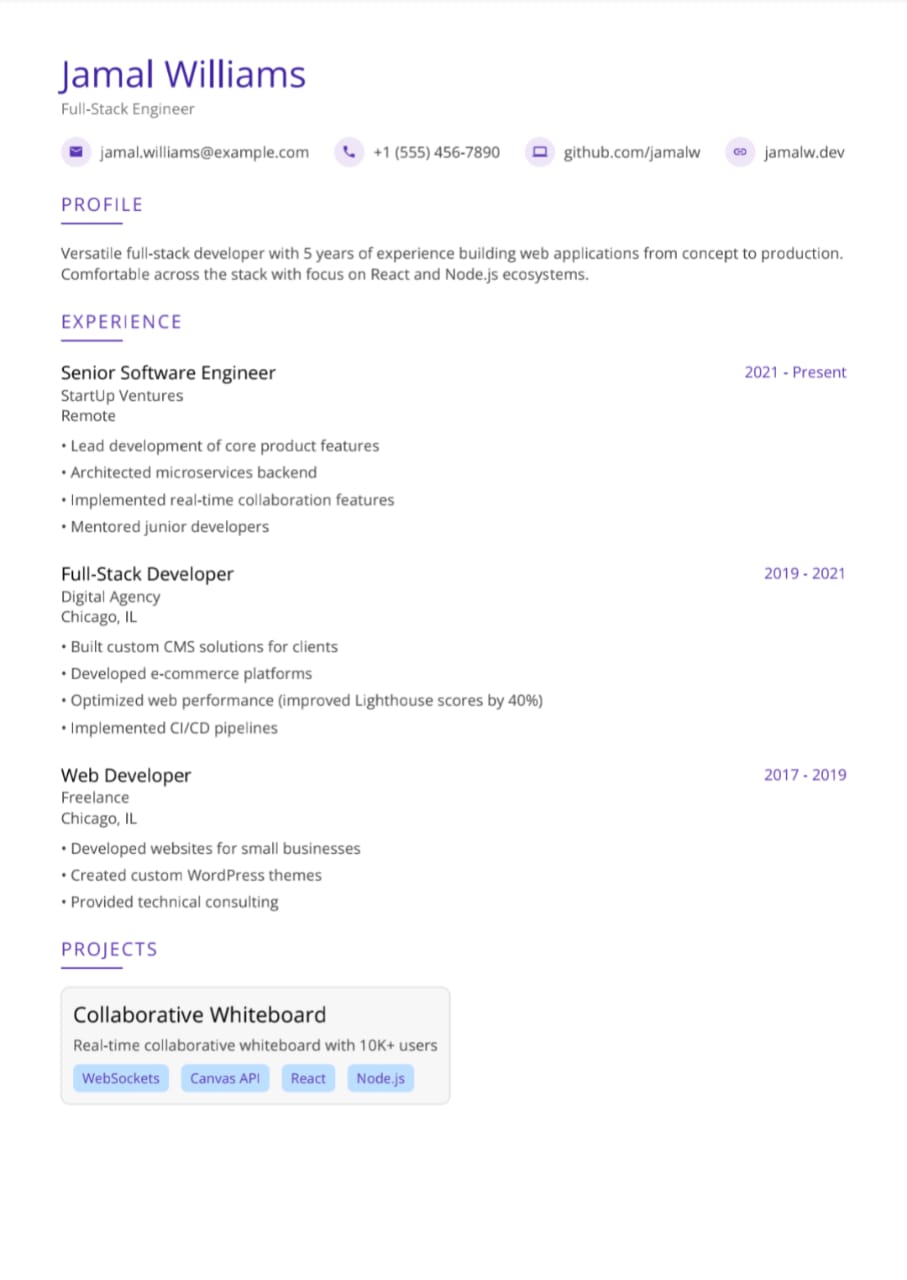 Jamal Williams
Full-Stack Engineer
jamal.williams@example.com +1 (555) 456-7890 github.com/jamalw jamalw.dev
PROFILE
Versatile full-stack developer with 5 years of experience building web applications from concept to production.
Comfortable across the stack with focus on React and Node.js ecosystems.
EXPERIENCE
Senior Software Engineer 2021 - Present
StartUp Ventures
Remote
• Lead development of core product features
• Architected microservices backend
• Implemented real-time collaboration features
• Mentored junior developers
Full-Stack Developer 2019 - 2021
Digital Agency
Chicago, IL
• Built custom CMS solutions for clients
• Developed e-commerce platforms
• Optimized web performance (improved Lighthouse scores by 40%)
• Implemented CI/CD pipelines
Web Developer 2017 - 2019
Freelance
Chicago, IL
• Developed websites for small businesses
• Created custom WordPress themes
• Provided technical consulting
PROJECTS
Collaborative Whiteboard
Real-time collaborative whiteboard with 10K+ users
WebSockets Canvas API React Node.js